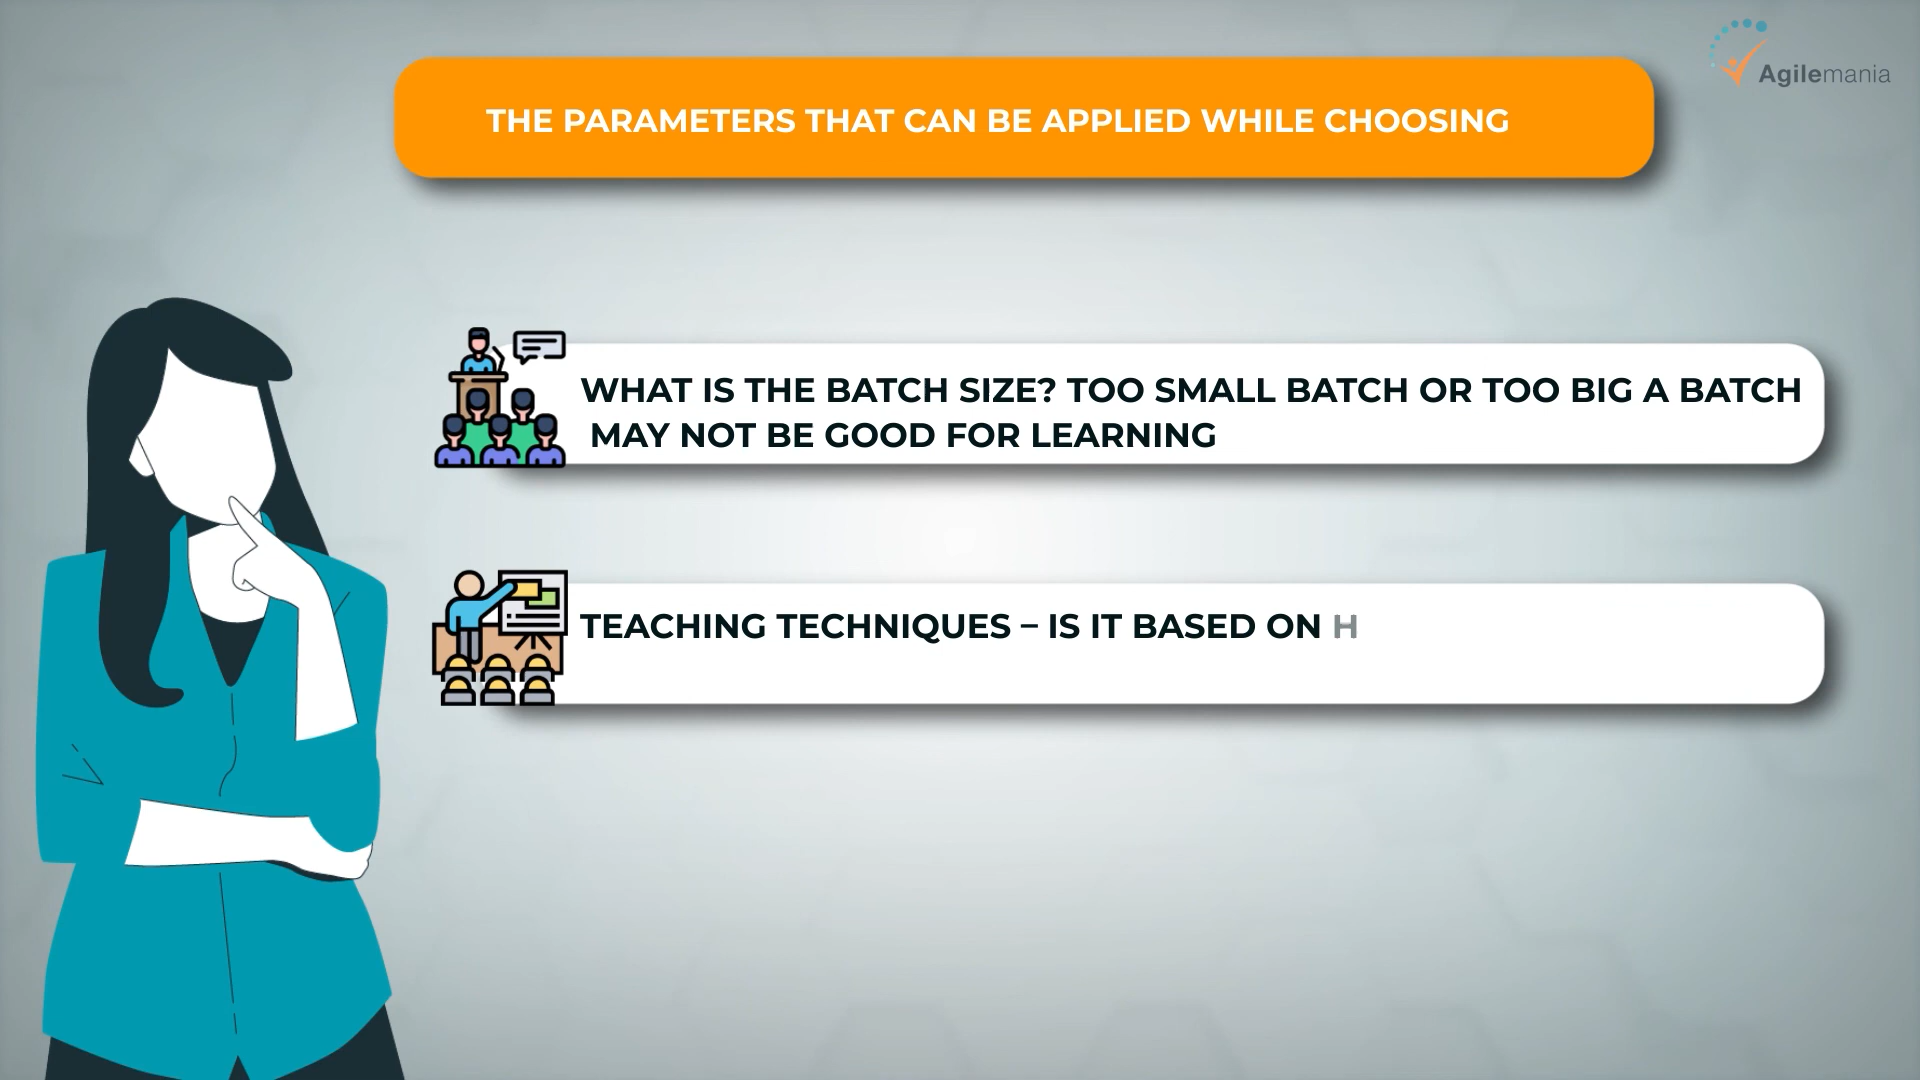 Agilemania
THE PARAMETERS THAT CAN BE APPLIED WHILE CHOOSING
WHAT IS THE BATCH SIZE? TOO SMALL BATCH OR TOO BIG A BATCH
MAY NOT BE GOOD FOR LEARNING
TEACHING TECHNIQUES – IS IT BASED ON H